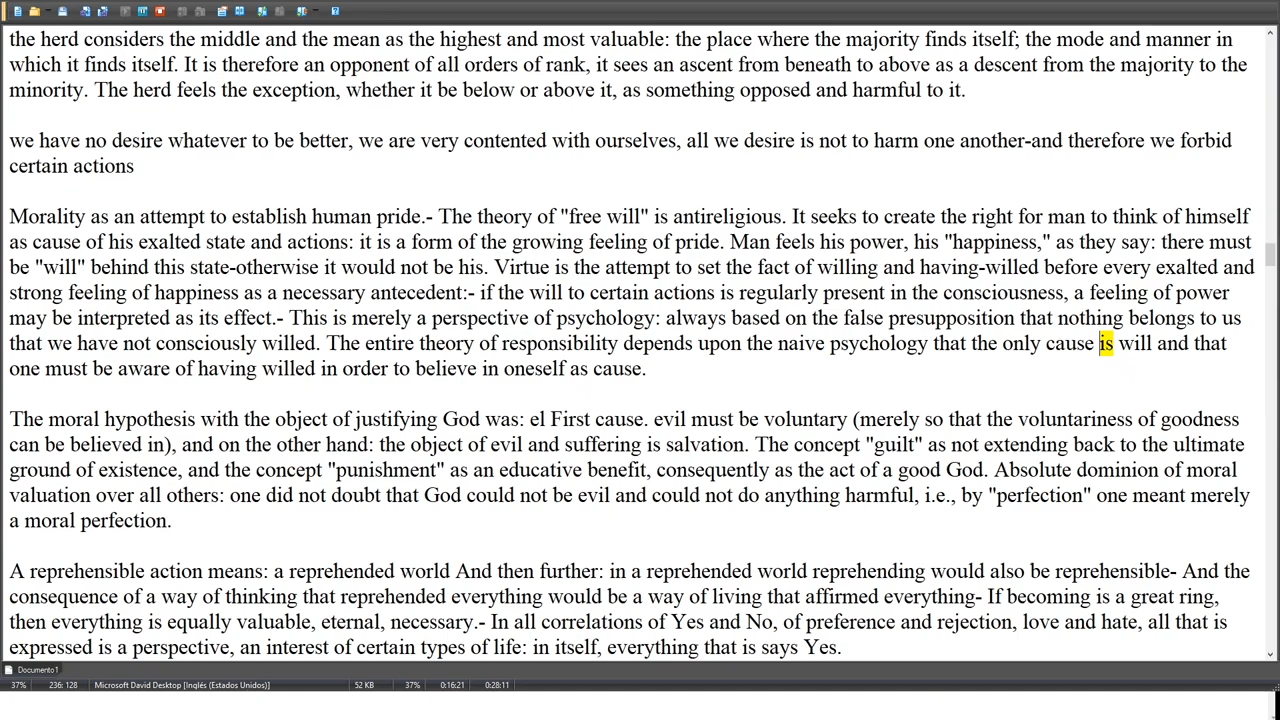 the herd considers the middle and the mean as the highest and most valuable: the place where the majority finds itself; the mode and manner in
which it finds itself. It is therefore an opponent of all orders of rank, it sees an ascent from beneath to above as a descent from the majority to the
minority. The herd feels the exception, whether it be below or above it, as something opposed and harmful to it.
we have no desire whatever to be better, we are very contented with ourselves, all we desire is not to harm one another-and therefore we forbid
certain actions
Morality as an attempt to establish human pride.- The theory of "free will" is antireligious. It seeks to create the right for man to think of himself
as cause of his exalted state and actions: it is a form of the growing feeling of pride. Man feels his power, his "happiness," as they say: there must
be "will" behind this state-otherwise it would not be his. Virtue is the attempt to set the fact of willing and having-willed before every exalted and
strong feeling of happiness as a necessary antecedent:- if the will to certain actions is regularly present in the consciousness, a feeling of power
may be interpreted as its effect.- This is merely a perspective of psychology: always based on the false presupposition that nothing belongs to us
that we have not consciously willed. The entire theory of responsibility depends upon the naive psychology that the only cause is will and that
one must be aware of having willed in order to believe in oneself as cause.
The moral hypothesis with the object of justifying God was: el First cause. evil must be voluntary (merely so that the voluntariness of goodness
can be believed in), and on the other hand: the object of evil and suffering is salvation. The concept "guilt" as not extending back to the ultimate
ground of existence, and the concept "punishment" as an educative benefit, consequently as the act of a good God. Absolute dominion of moral
valuation over all others: one did not doubt that God could not be evil and could not do anything harmful, i.e., by "perfection" one meant merely
a moral perfection.
A reprehensible action means: a reprehended world And then further: in a reprehended world reprehending would also be reprehensible- And the
consequence of a way of thinking that reprehended everything would be a way of living that affirmed everything- If becoming is a great ring,
then everything is equally valuable, eternal, necessary.- In all correlations of Yes and No, of preference and rejection, love and hate, all that is
expressed is a perspective, an interest of certain types of life: in itself, everything that is says Yes.
Documento1
37% 236: 128 Microsoft David Desktop [Inglés (Estados Unidos)] 52 KB 37% 0:16:21 0:28:11